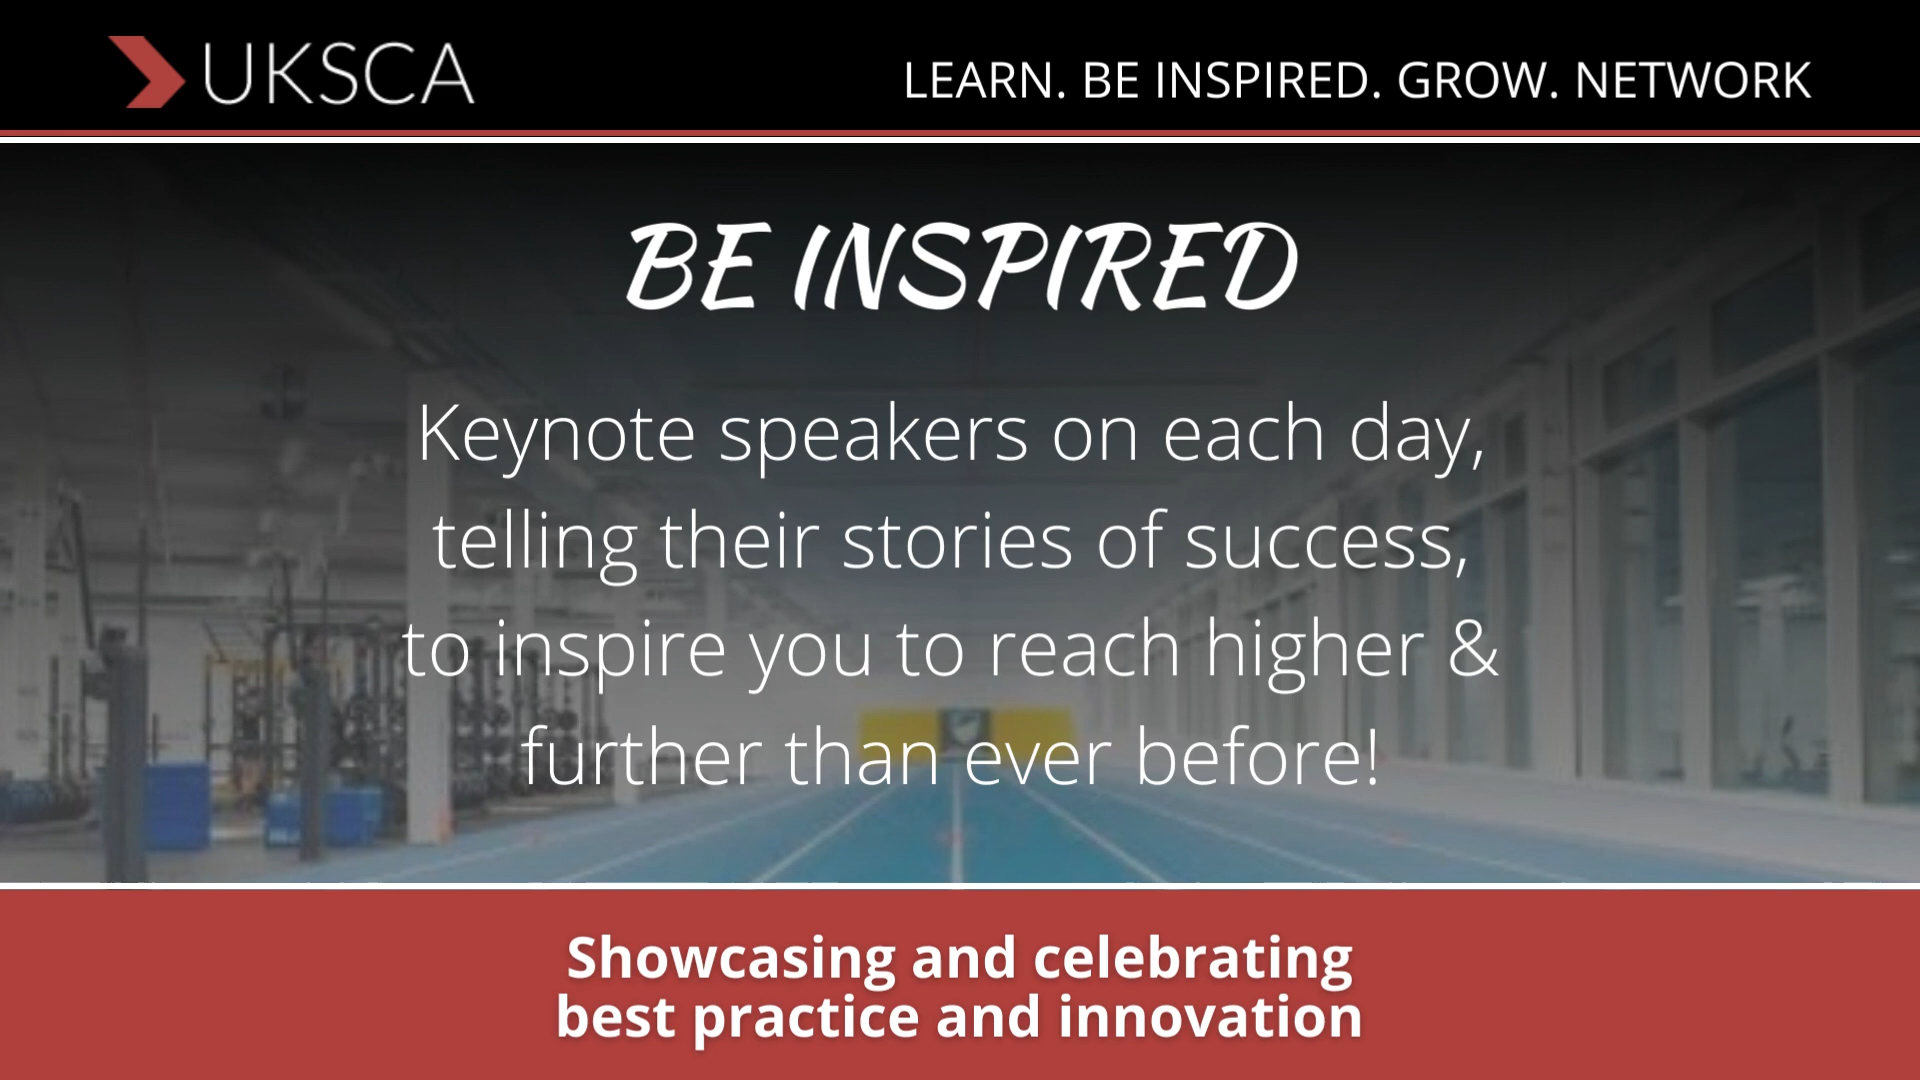 UKSCA
LEARN. BE INSPIRED. GROW. NETWORK
BE INSPIRED
Keynote speakers on each day,
telling their stories of success,
to inspire you to reach higher &
further than ever before!
Showcasing and celebrating
best practice and innovation